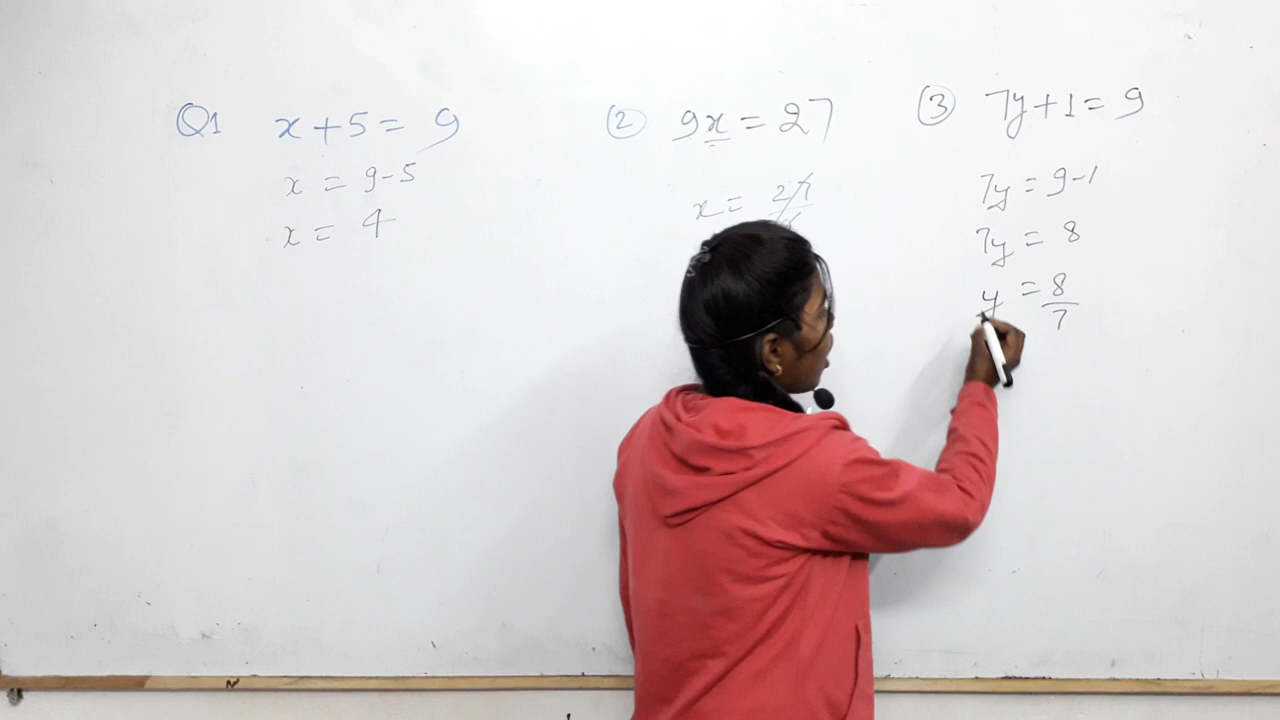 Q1 x + 5 = 9
x = 9 - 5
x = 4
② 9x = 27
x = 27
③ 7y + 1 = 9
7y = 9 - 1
7y = 8
y = 8/7